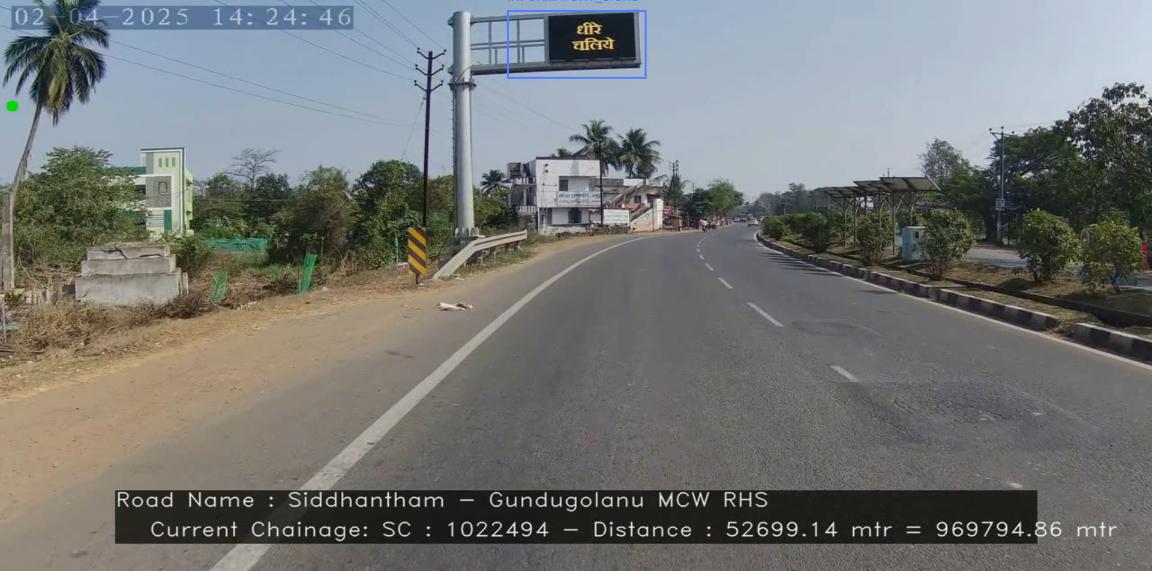 02-04-2025 14:24:46
धीरे
चलिये
Road Name : Siddhantham - Gundugolanu MCW RHS
Current Chainage: SC : 1022494 - Distance : 52699.14 mtr = 969794.86 mtr